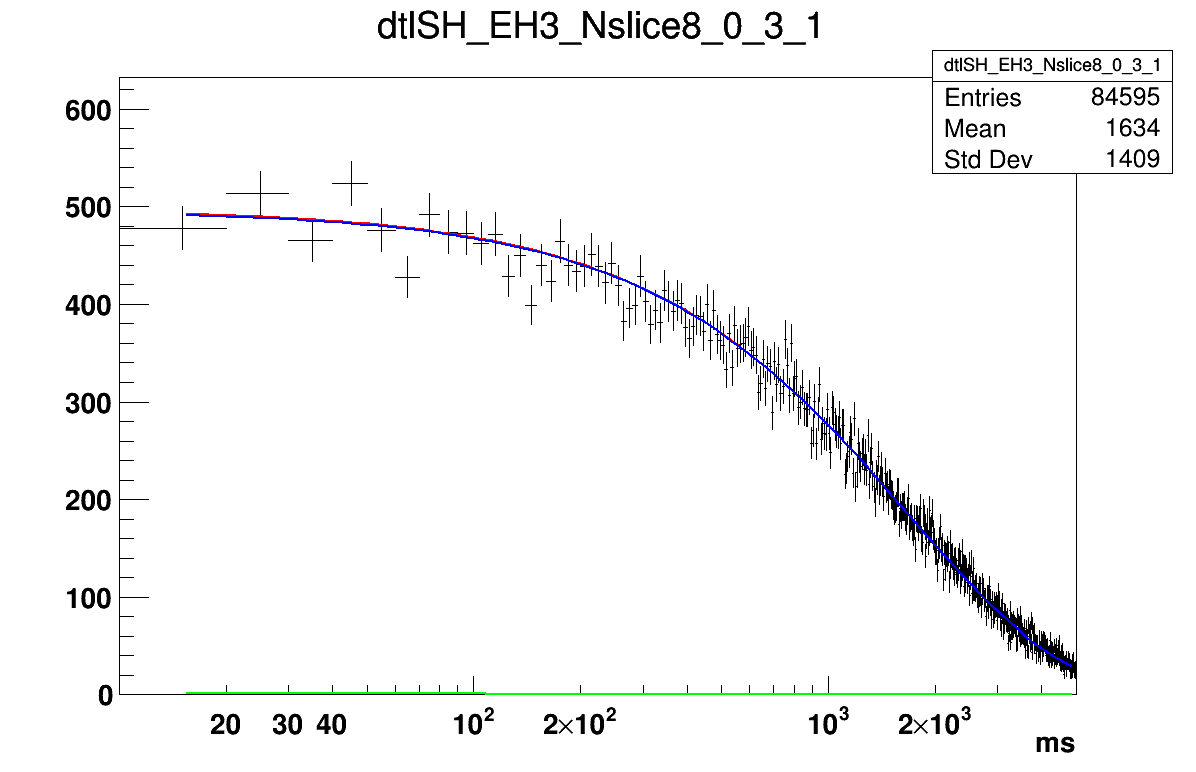 dtlSH_EH3_Nslice8_0_3_1
dtlSH_EH3_Nslice8_0_3_1
Entries 84595
Mean 1634
Std Dev 1409
600
500
400
300
200
100
0
20 30 40 10² 2×10² 10³ 2×10³
ms